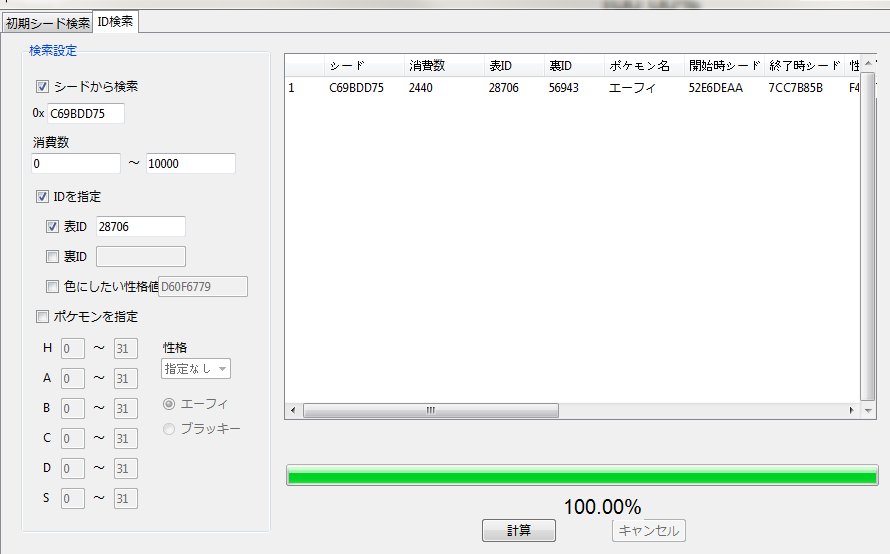 初期シード検索 ID検索
検索設定
シードから検索
0x C69BDD75
消費数
0 ～ 10000
IDを指定
表ID 28706
裏ID
色にしたい性格値 D60F6779
ポケモンを指定
H 0 ～ 31
A 0 ～ 31
B 0 ～ 31
C 0 ～ 31
D 0 ～ 31
S 0 ～ 31
性格
指定なし
エーフィ
ブラッキー
シード 消費数 表ID 裏ID ポケモン名 開始時シード 終了時シード 性
1 C69BDD75 2440 28706 56943 エーフィ 52E6DEAA 7CC7B85B F4
100.00%
計算 キャンセル